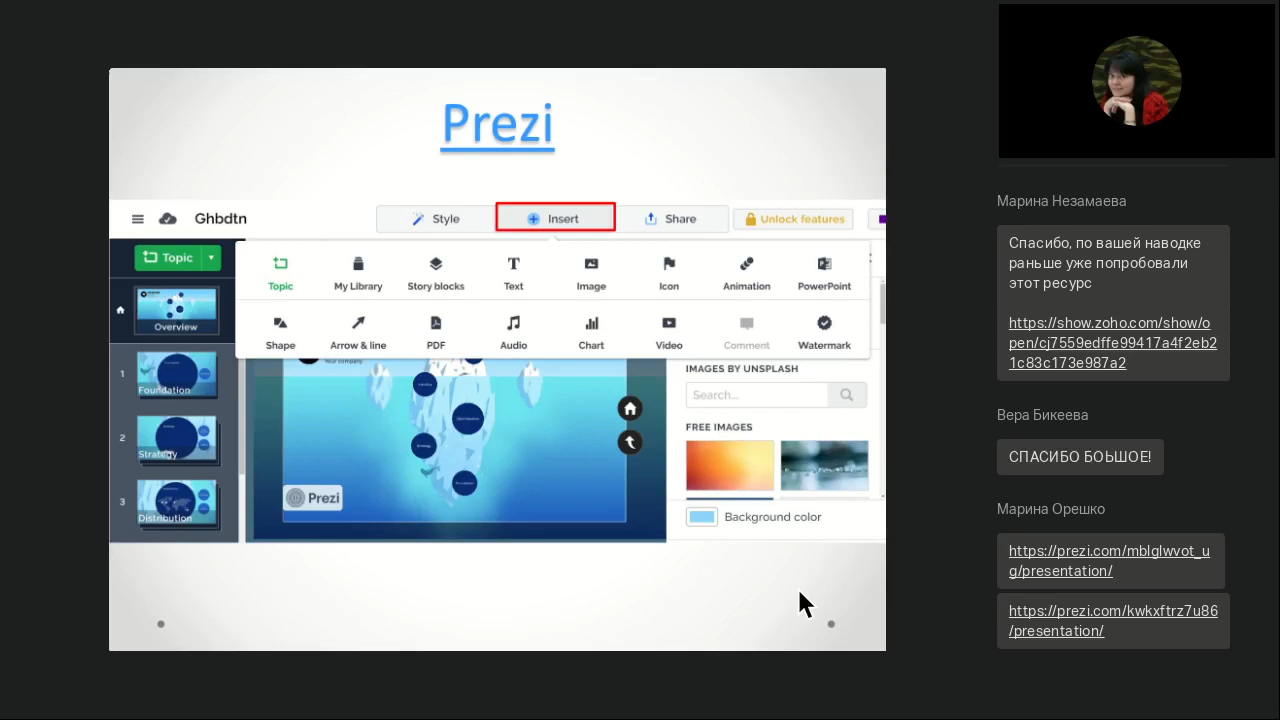 Prezi
Ghbdtn
Style
Insert
Share
Unlock features
Topic
Topic
My Library
Story blocks
Text
Image
Icon
Animation
PowerPoint
Shape
Arrow & line
PDF
Audio
Chart
Video
Comment
Watermark
Overview
1
Foundation
2
Strategy
3
Distribution
Your company
Prezi
IMAGES BY UNSPLASH
Search...
FREE IMAGES
Background color
Марина Незамаева
Спасибо, по вашей наводке
раньше уже попробовали
этот ресурс
https://show.zoho.com/show/o
pen/cj7559edffe99417a4f2eb2
1c83c173e987a2
Вера Бикеева
СПАСИБО БОЬШОЕ!
Марина Орешко
https://prezi.com/mblglwvot_u
g/presentation/
https://prezi.com/kwkxftrz7u86
/presentation/